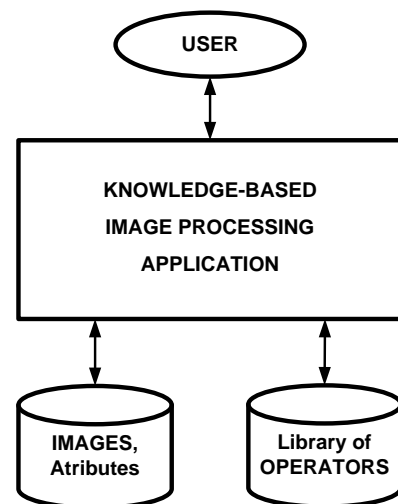 USER
KNOWLEDGE-BASED
IMAGE PROCESSING
APPLICATION
IMAGES,
Atributes
Library of
OPERATORS